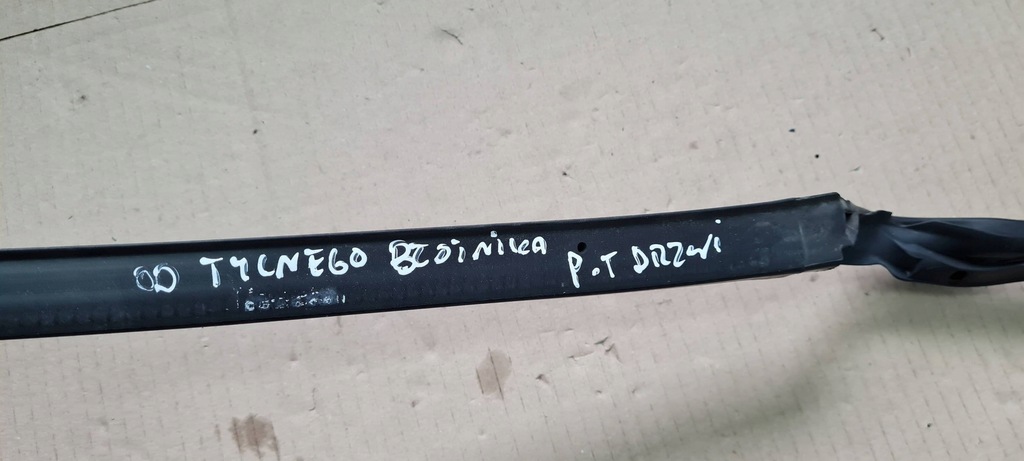 OD TYLNEGO BŁOTNIKA P.T DRZWI